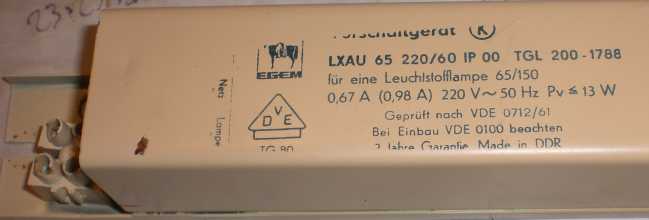 Vorschaltgerät K
LXAU 65 220/60 IP 00 TGL 200-1788
für eine Leuchtstofflampe 65/150
0,67 A (0,98 A) 220 V~50 Hz Pv ≤ 13 W
Geprüft nach VDE 0712/61
Bei Einbau VDE 0100 beachten
2 Jahre Garantie Made in DDR
EGEM
VDE
TG 80
Netz Lampe